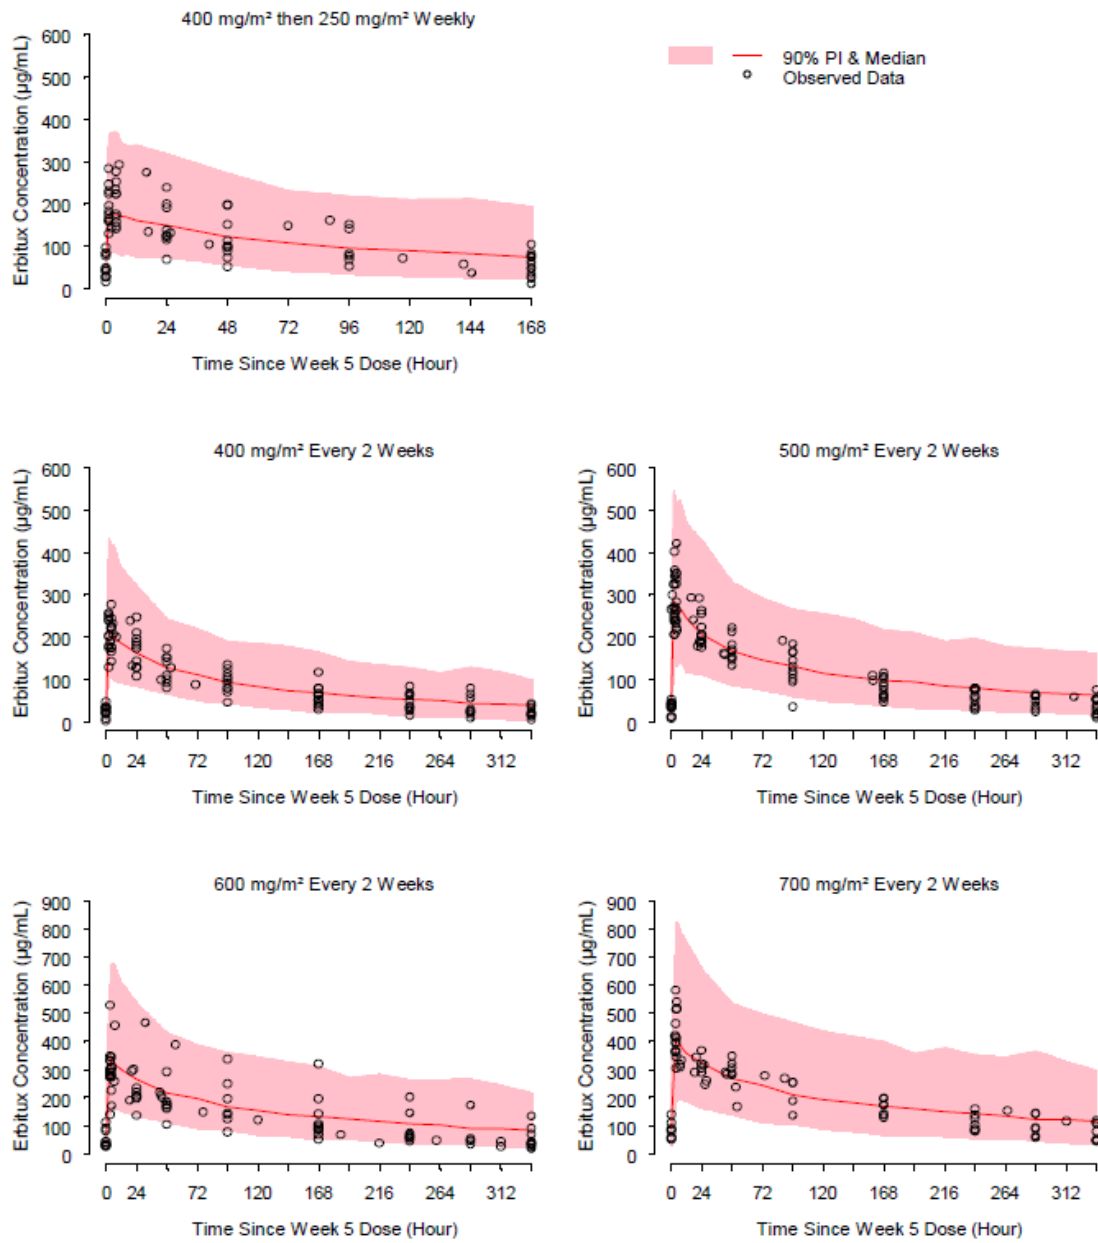 400 mg/m² then 250 mg/m² Weekly
600
500
400
300
200
100
0
Erbitux Concentration (µg/mL)
0 24 48 72 96 120 144 168
Time Since Week 5 Dose (Hour)
90% PI & Median
Observed Data
400 mg/m² Every 2 Weeks
600
500
400
300
200
100
0
Erbitux Concentration (µg/mL)
0 24 72 120 168 216 264 312
Time Since Week 5 Dose (Hour)
500 mg/m² Every 2 Weeks
600
500
400
300
200
100
0
Erbitux Concentration (µg/mL)
0 24 72 120 168 216 264 312
Time Since Week 5 Dose (Hour)
600 mg/m² Every 2 Weeks
900
800
700
600
500
400
300
200
100
0
Erbitux Concentration (µg/mL)
0 24 72 120 168 216 264 312
Time Since Week 5 Dose (Hour)
700 mg/m² Every 2 Weeks
900
800
700
600
500
400
300
200
100
0
Erbitux Concentration (µg/mL)
0 24 72 120 168 216 264 312
Time Since Week 5 Dose (Hour)